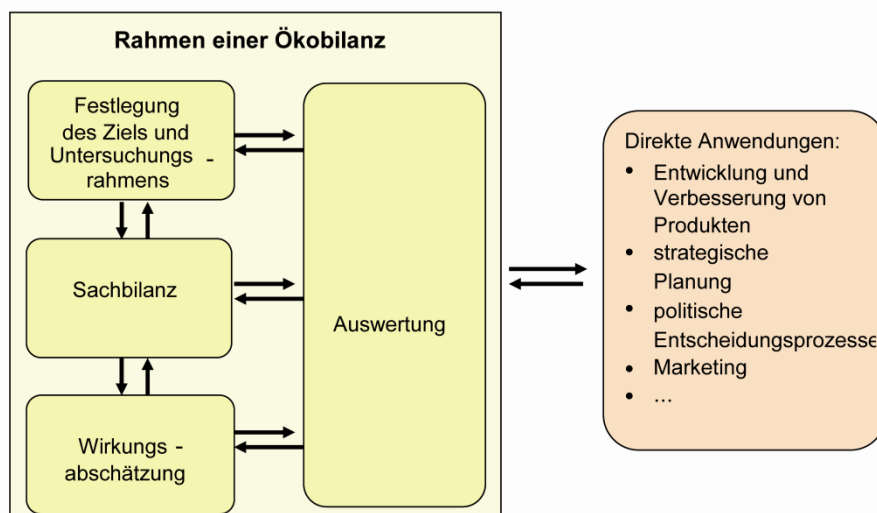 Rahmen einer Ökobilanz
Festlegung
des Ziels und
Untersuchungs -
rahmens
Sachbilanz
Wirkungs -
abschätzung
Auswertung
Direkte Anwendungen:
• Entwicklung und
Verbesserung von
Produkten
• strategische
Planung
• politische
Entscheidungsprozesse
• Marketing
• ...